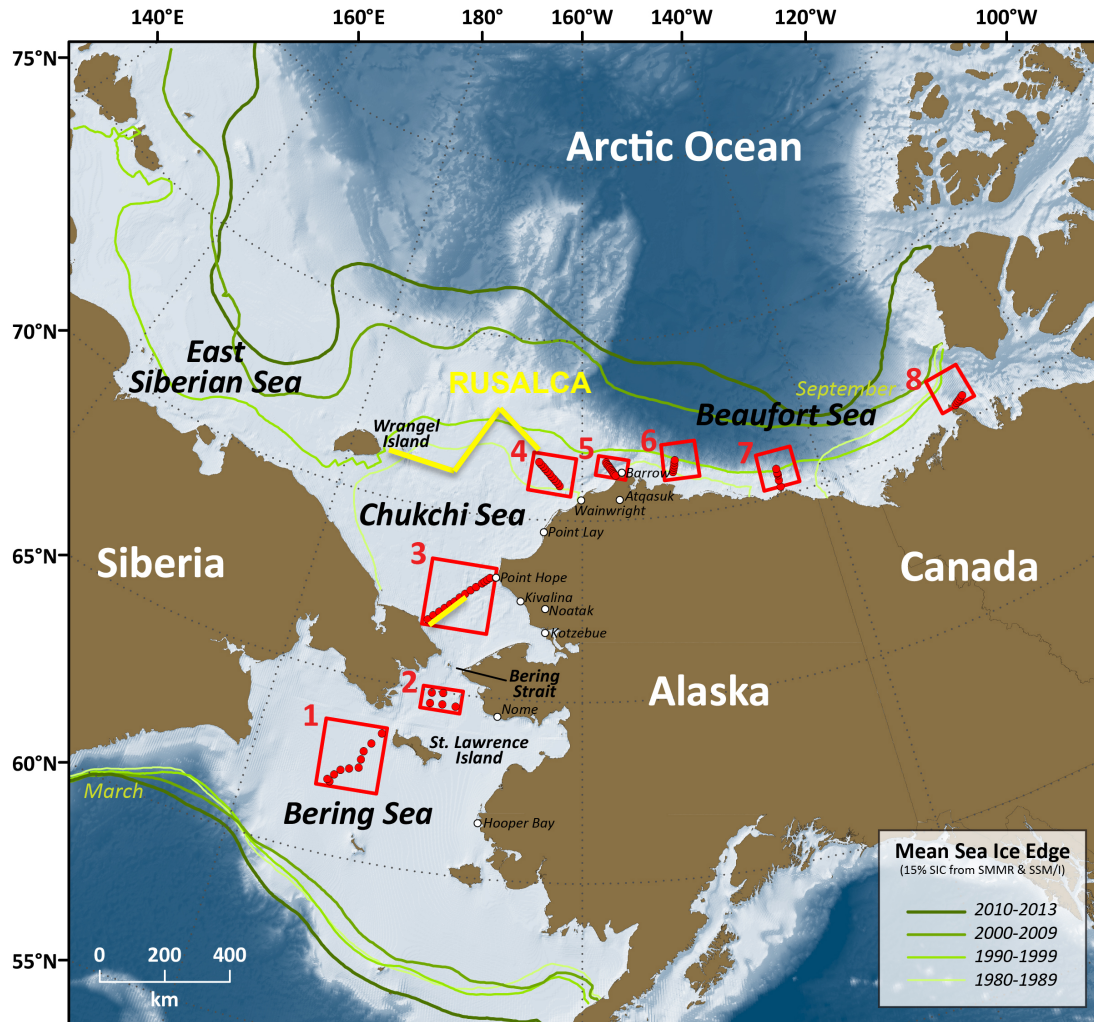 140°E 160°E 180°E 160°W 140°W 120°W 100°W
75°N
Arctic Ocean
70°N
East
Siberian Sea
RUSALCA
September
8
Beaufort Sea
Wrangel
Island
4
5
6
7
Barrow
Atqasuk
Wainwright
Chukchi Sea
Point Lay
65°N
Siberia
3
Canada
Point Hope
Kivalina
Noatak
Kotzebue
Bering
Strait
Alaska
2
Nome
1
St. Lawrence
Island
60°N
March
Bering Sea
Hooper Bay
Mean Sea Ice Edge
(15% SIC from SMMR & SSM/I)
2010-2013
2000-2009
1990-1999
1980-1989
55°N
0 200 400
km